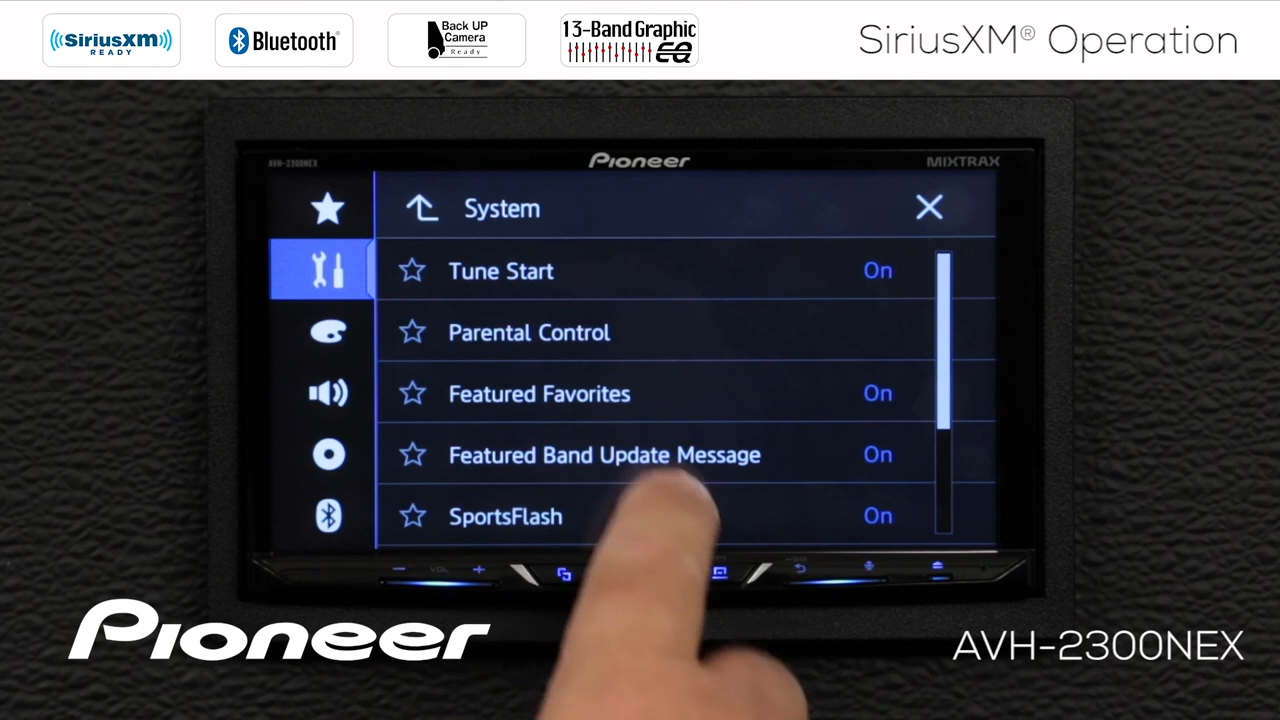 ((SiriusXM))
READY
Bluetooth®
Back UP
Camera
Ready
13-Band Graphic
EQ
SiriusXM® Operation
AVH-2300NEX
Pioneer
MIXTRAX
System
Tune Start On
Parental Control
Featured Favorites On
Featured Band Update Message On
SportsFlash On
VOL
Pioneer
AVH-2300NEX